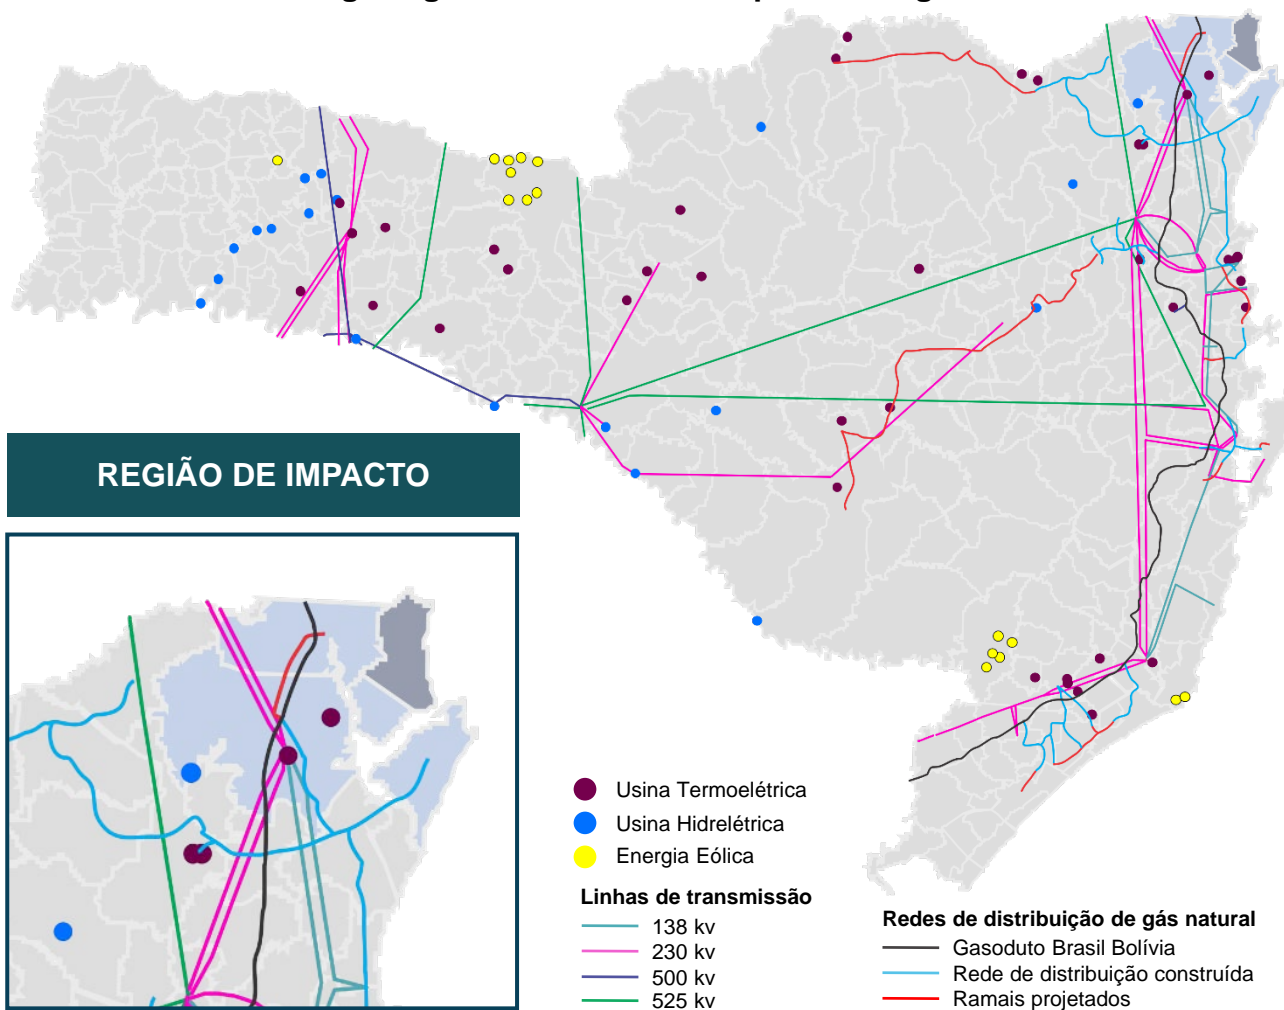 REGIÃO DE IMPACTO
Usina Termoelétrica
Usina Hidrelétrica
Energia Eólica
Linhas de transmissão
138 kv
230 kv
500 kv
525 kv
Redes de distribuição de gás natural
Gasoduto Brasil Bolívia
Rede de distribuição construída
Ramais projetados